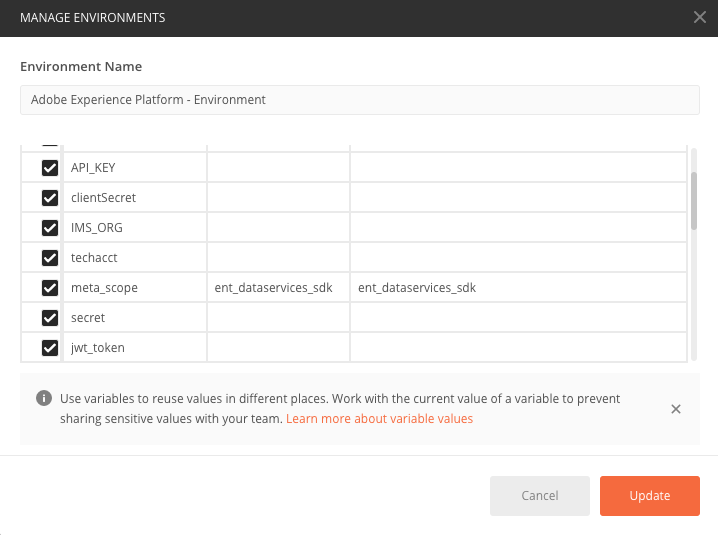 MANAGE ENVIRONMENTS
Environment Name
Adobe Experience Platform - Environment
API_KEY
clientSecret
IMS_ORG
techacct
meta_scope ent_dataservices_sdk ent_dataservices_sdk
secret
jwt_token
Use variables to reuse values in different places. Work with the current value of a variable to prevent
sharing sensitive values with your team. Learn more about variable values
Cancel Update